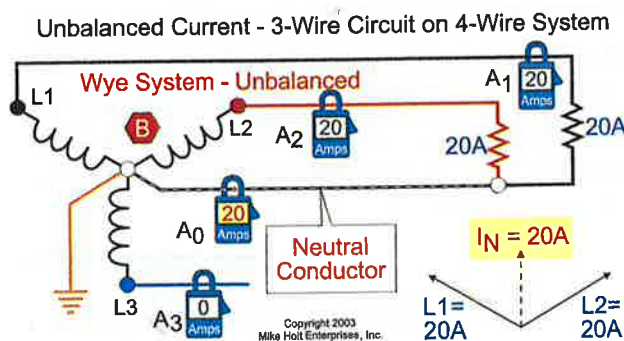 Unbalanced Current - 3-Wire Circuit on 4-Wire System
Wye System - Unbalanced
A1
20
Amps
L1
B
L2
A2
20
Amps
20A
20A
A0
20
Amps
Neutral
Conductor
IN = 20A
L3
A3
0
Amps
L1=
20A
L2=
20A
Copyright 2003
Mike Holt Enterprises, Inc.